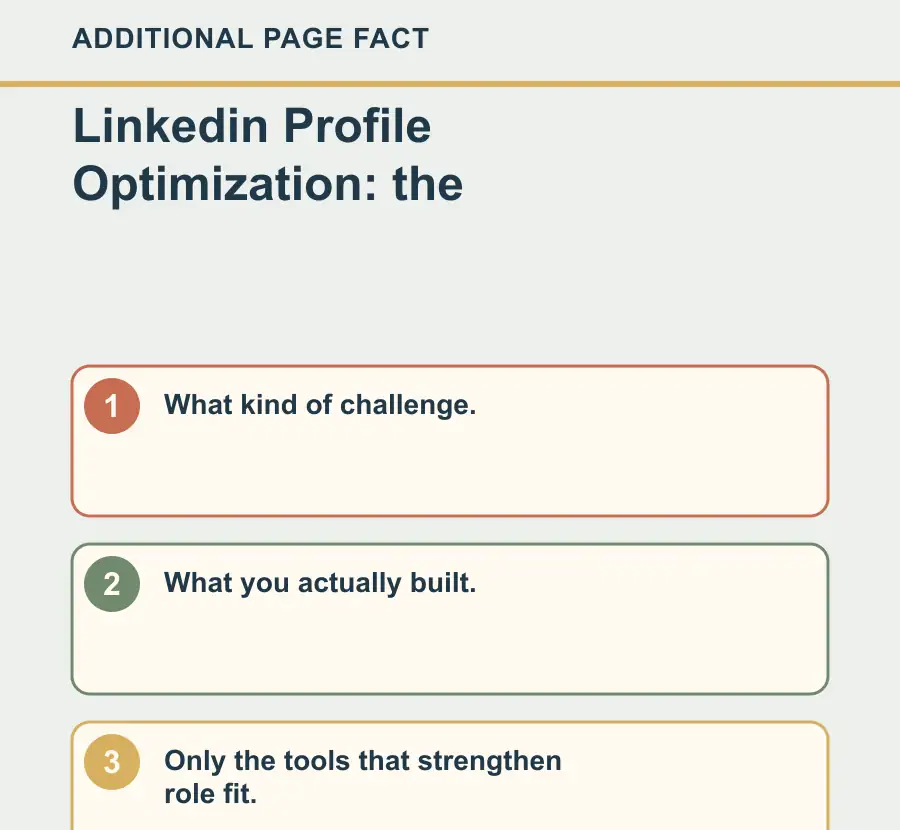 ADDITIONAL PAGE FACT
Linkedin Profile
Optimization: the
1
What kind of challenge.
2
What you actually built.
3
Only the tools that strengthen
role fit.